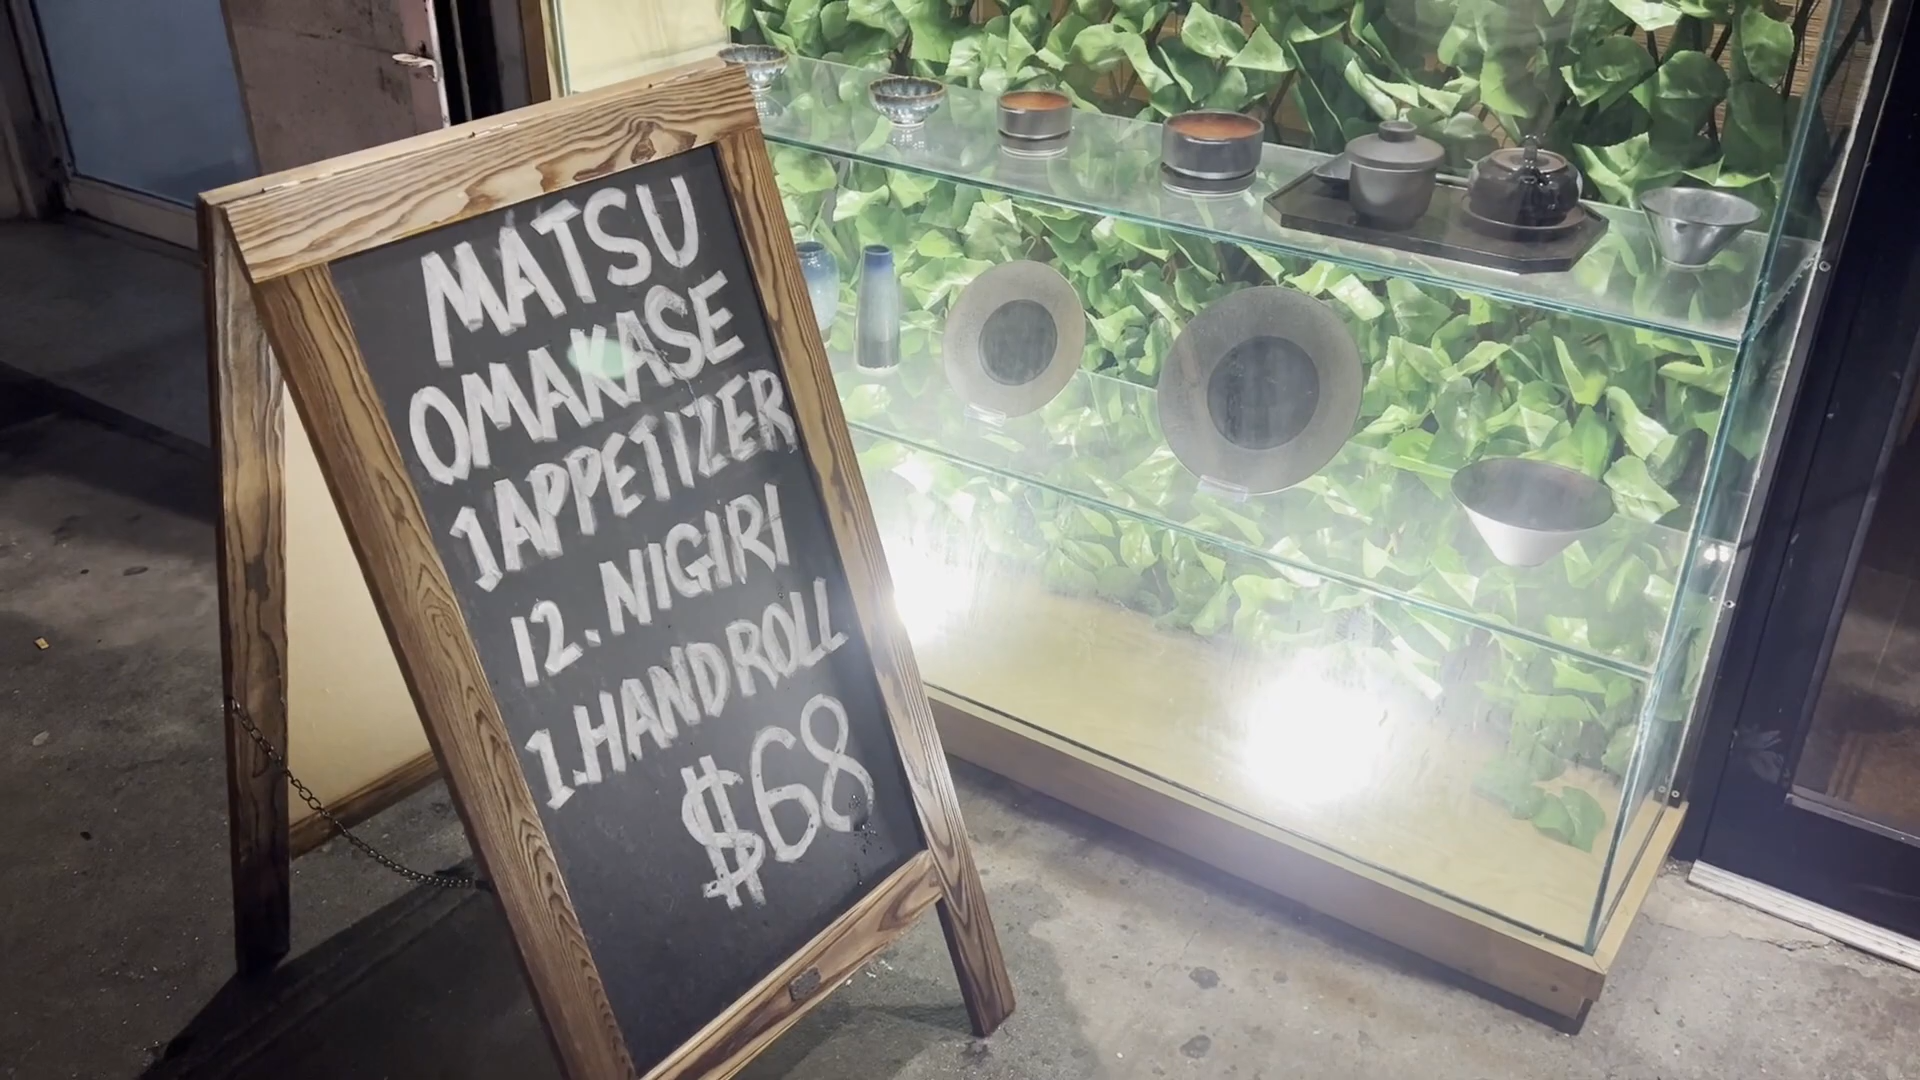 MATSU
OMAKASE
1 APPETIZER
12. NIGIRI
1. HAND ROLL
$68